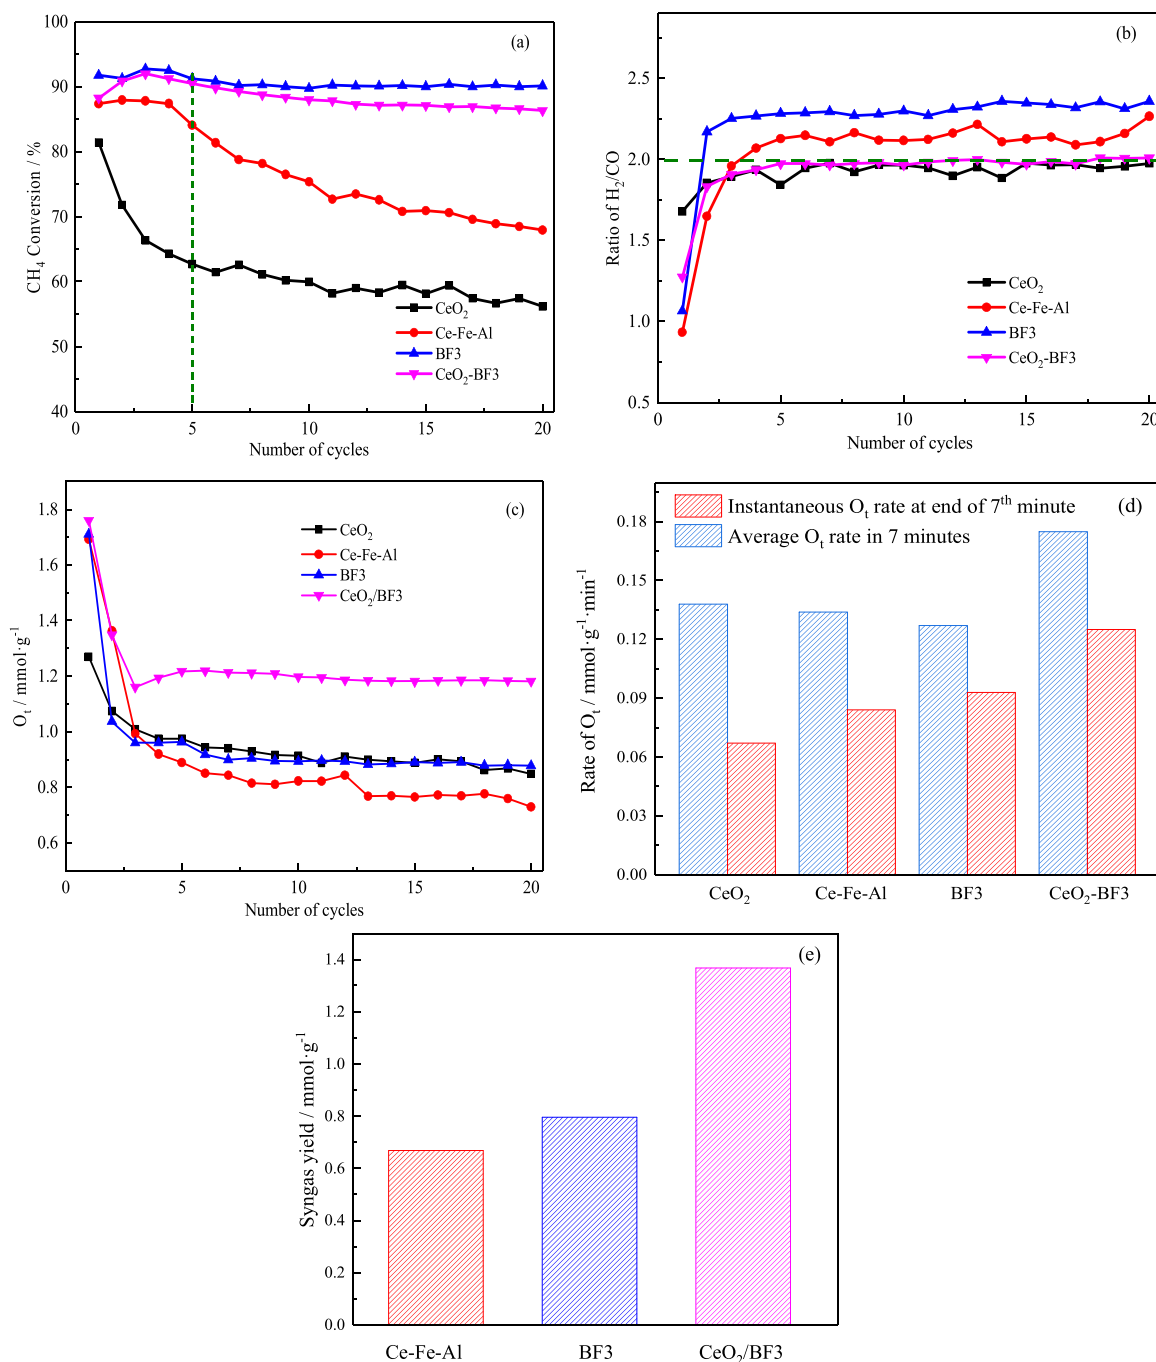 (a)
100
90
80
70
60
50
40
CH4 Conversion / %
0 5 10 15 20
Number of cycles
CeO2
Ce-Fe-Al
BF3
CeO2-BF3
(b)
2.5
2.0
1.5
1.0
0.5
Ratio of H2/CO
0 5 10 15 20
Number of cycles
CeO2
Ce-Fe-Al
BF3
CeO2-BF3
(c)
1.8
1.6
1.4
1.2
1.0
0.8
0.6
Ot / mmol·g-1
0 5 10 15 20
Number of cycles
CeO2
Ce-Fe-Al
BF3
CeO2/BF3
(d)
Instantaneous Ot rate at end of 7th minute
Average Ot rate in 7 minutes
0.18
0.15
0.12
0.09
0.06
0.03
0.00
Rate of Ot / mmol·g-1·min-1
CeO2 Ce-Fe-Al BF3 CeO2-BF3
(e)
1.4
1.2
1.0
0.8
0.6
0.4
0.2
0.0
Syngas yield / mmol·g-1
Ce-Fe-Al BF3 CeO2/BF3